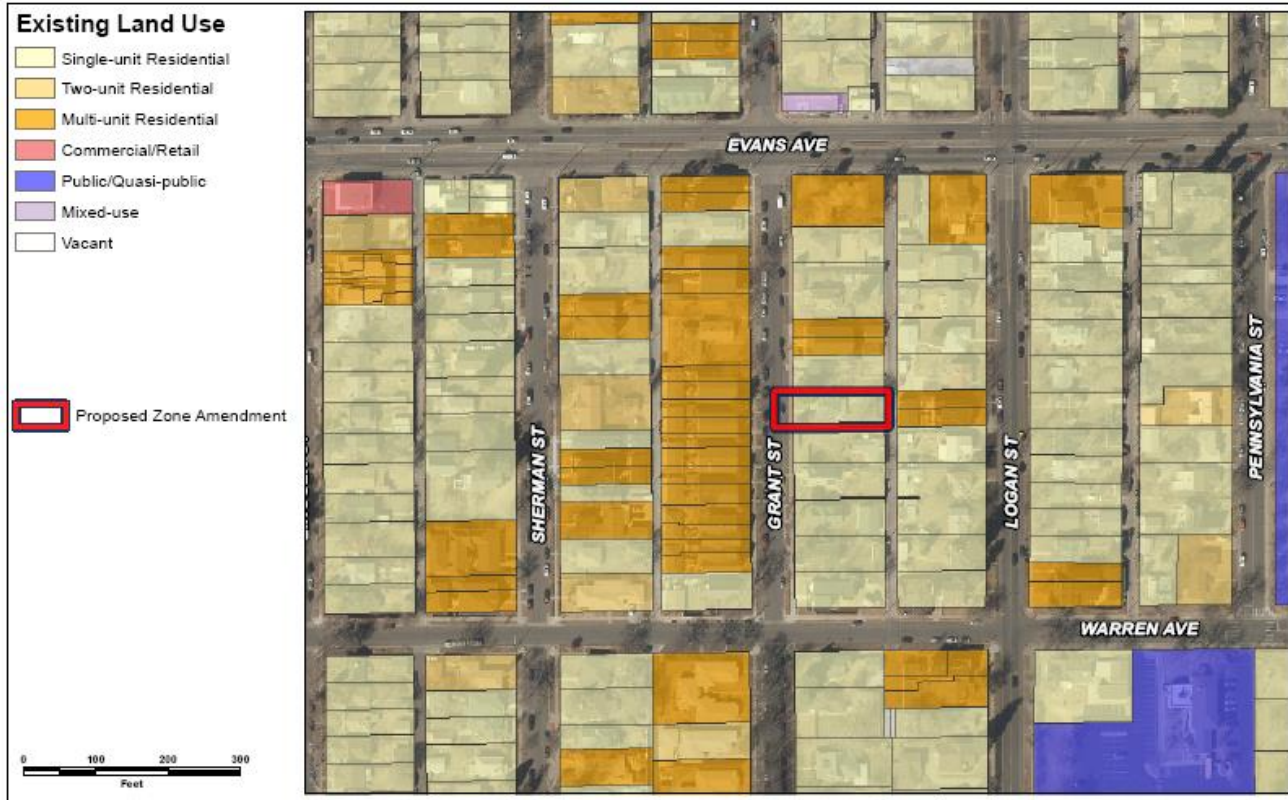 Existing Land Use
Single-unit Residential
Two-unit Residential
Multi-unit Residential
Commercial/Retail
Public/Quasi-public
Mixed-use
Vacant
Proposed Zone Amendment
0 100 200 300
Feet
EVANS AVE
SHERMAN ST
GRANT ST
LOGAN ST
PENNSYLVANIA ST
WARREN AVE